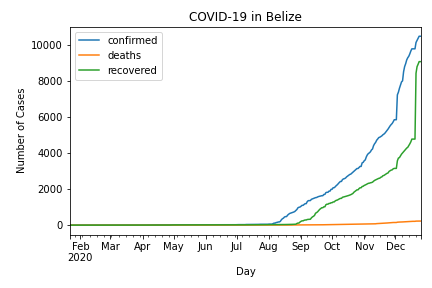 COVID-19 in Belize
confirmed
deaths
recovered
Number of Cases
10000
8000
6000
4000
2000
0
Feb Mar Apr May Jun Jul Aug Sep Oct Nov Dec
2020
Day